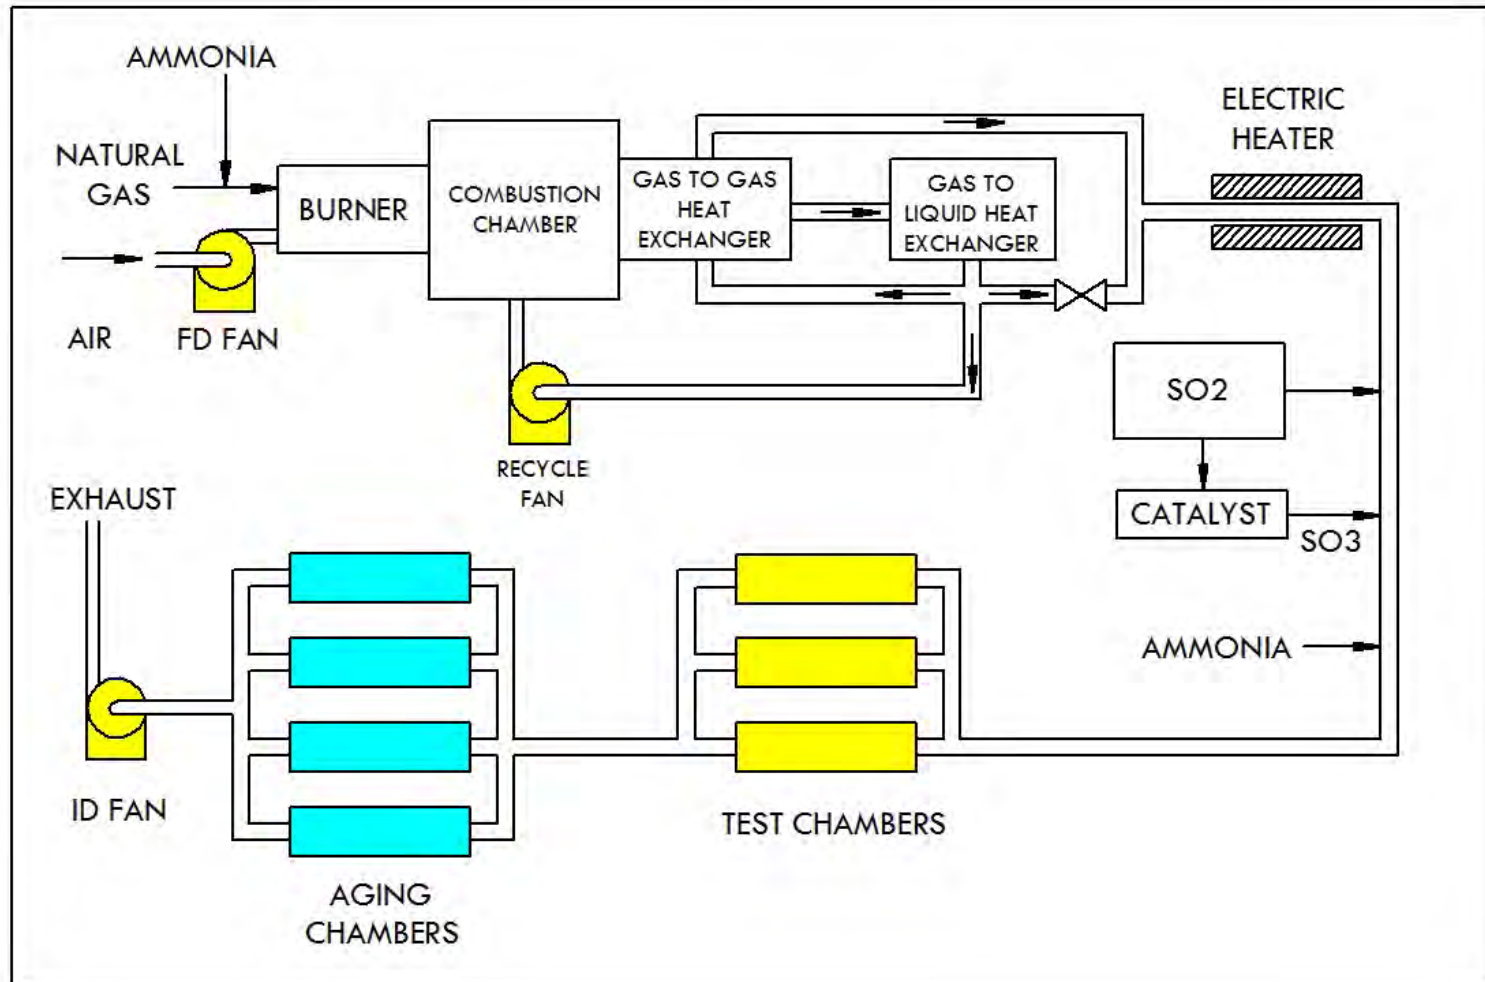 AMMONIA
NATURAL
GAS
BURNER
AIR
FD FAN
COMBUSTION
CHAMBER
GAS TO GAS
HEAT
EXCHANGER
GAS TO
LIQUID HEAT
EXCHANGER
ELECTRIC
HEATER
RECYCLE
FAN
SO2
CATALYST
SO3
AMMONIA
EXHAUST
ID FAN
AGING
CHAMBERS
TEST CHAMBERS